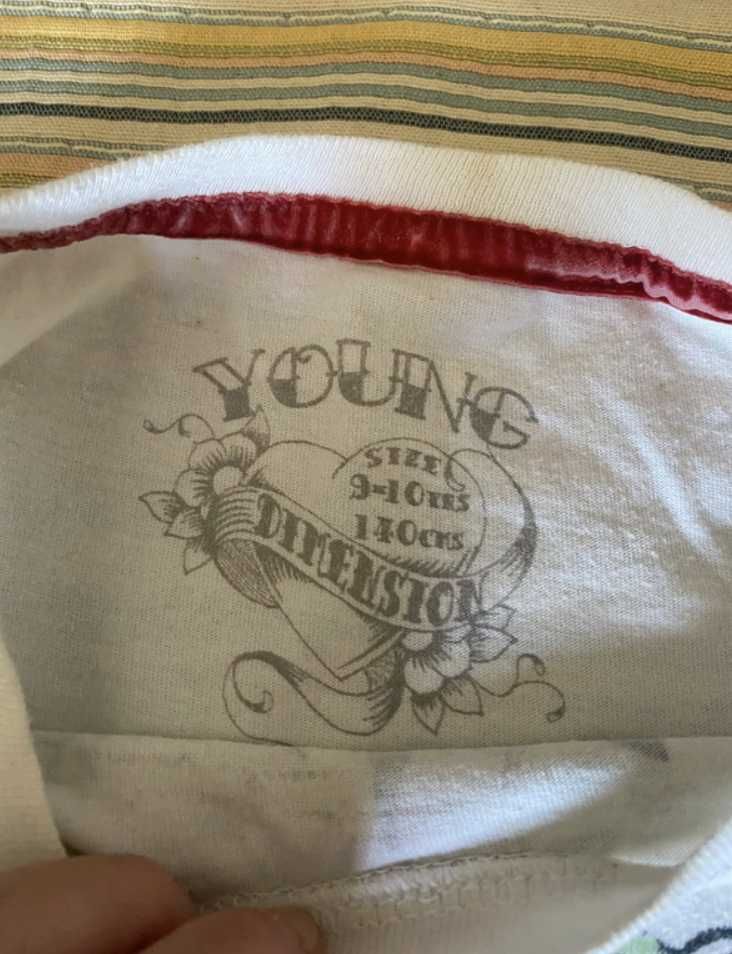 YOUNG
SIZE
9-10YRS
140CMS
DIMENSION